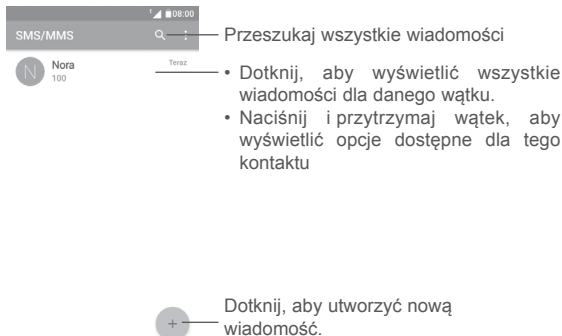 08:00
SMS/MMS
Przeszukaj wszystkie wiadomości
N
Nora
Teraz
100
• Dotknij, aby wyświetlić wszystkie
wiadomości dla danego wątku.
• Naciśnij i przytrzymaj wątek, aby
wyświetlić opcje dostępne dla tego
kontaktu
Dotknij, aby utworzyć nową
wiadomość.